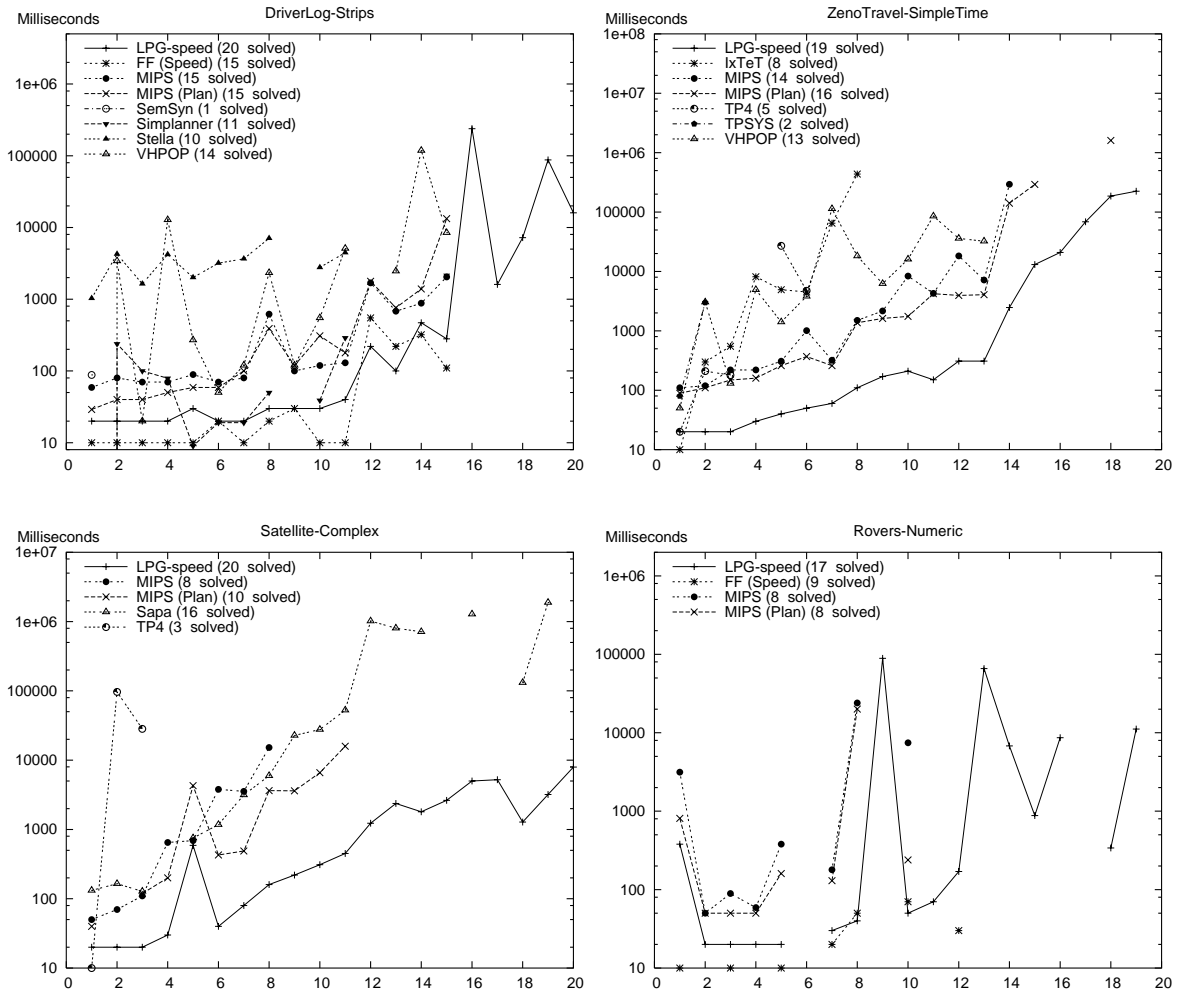 DriverLog-Strips
Milliseconds
LPG-speed (20 solved)
FF (Speed) (15 solved)
MIPS (15 solved)
MIPS (Plan) (15 solved)
SemSyn (1 solved)
Simplanner (11 solved)
Stella (10 solved)
VHPOP (14 solved)
1e+06
100000
10000
1000
100
10
0 2 4 6 8 10 12 14 16 18 20
ZenoTravel-SimpleTime
Milliseconds
LPG-speed (19 solved)
IxTeT (8 solved)
MIPS (14 solved)
MIPS (Plan) (16 solved)
TP4 (5 solved)
TPSYS (2 solved)
VHPOP (13 solved)
1e+08
1e+07
1e+06
100000
10000
1000
100
10
0 2 4 6 8 10 12 14 16 18 20
Satellite-Complex
Milliseconds
LPG-speed (20 solved)
MIPS (8 solved)
MIPS (Plan) (10 solved)
Sapa (16 solved)
TP4 (3 solved)
1e+07
1e+06
100000
10000
1000
100
10
0 2 4 6 8 10 12 14 16 18 20
Rovers-Numeric
Milliseconds
LPG-speed (17 solved)
FF (Speed) (9 solved)
MIPS (8 solved)
MIPS (Plan) (8 solved)
1e+06
100000
10000
1000
100
10
0 2 4 6 8 10 12 14 16 18 20